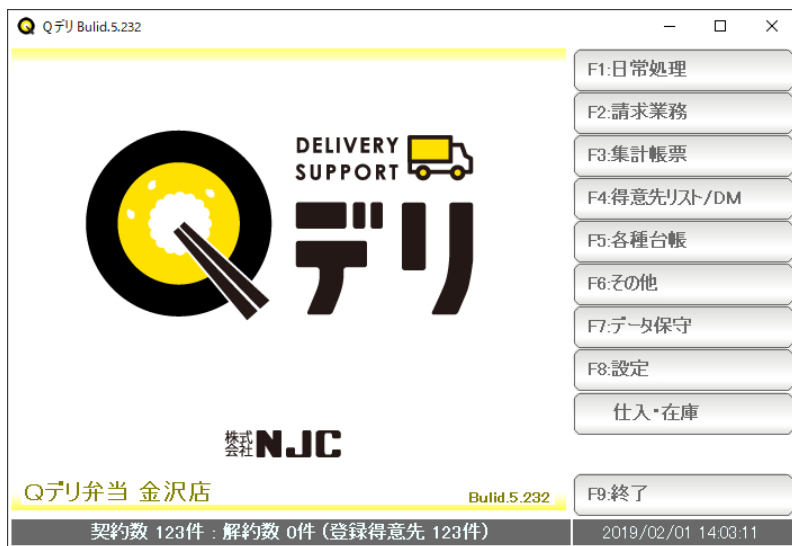 Qデリ Bulid.5.232
DELIVERY
SUPPORT
デリ
株式会社NJC
Qデリ弁当 金沢店
Bulid.5.232
F1:日常処理
F2:請求業務
F3:集計帳票
F4:得意先リスト/DM
F5:各種台帳
F6:その他
F7:データ保守
F8:設定
仕入・在庫
F9:終了
契約数 123件 : 解約数 0件 (登録得意先 123件)
2019/02/01 14:03:11